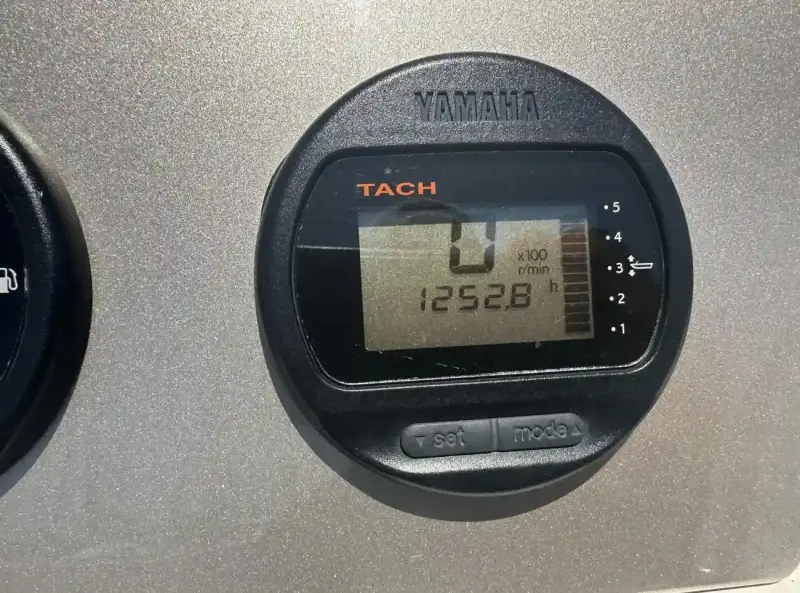 YAMAHA
TACH
0
x100
r/min
1252,8 h
5
4
3
2
1
▼ set
mode ▲